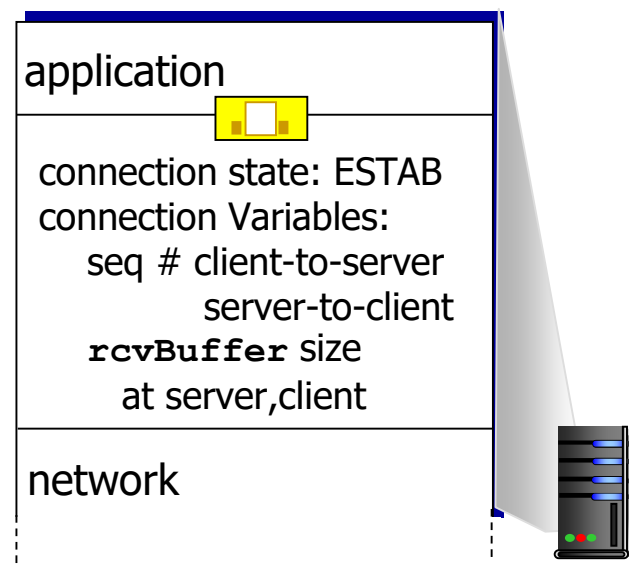 application
connection state: ESTAB
connection Variables:
seq # client-to-server
server-to-client
rcvBuffer size
at server,client
network